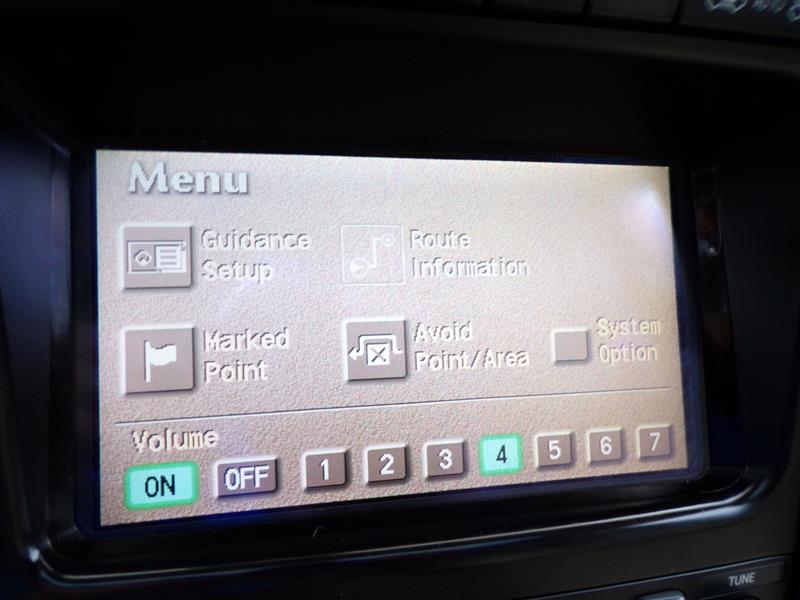 Menu
Guidance
Setup
Route
Information
Marked
Point
Avoid
Point/Area
System
Option
Volume
ON OFF 1 2 3 4 5 6 7
TUNE